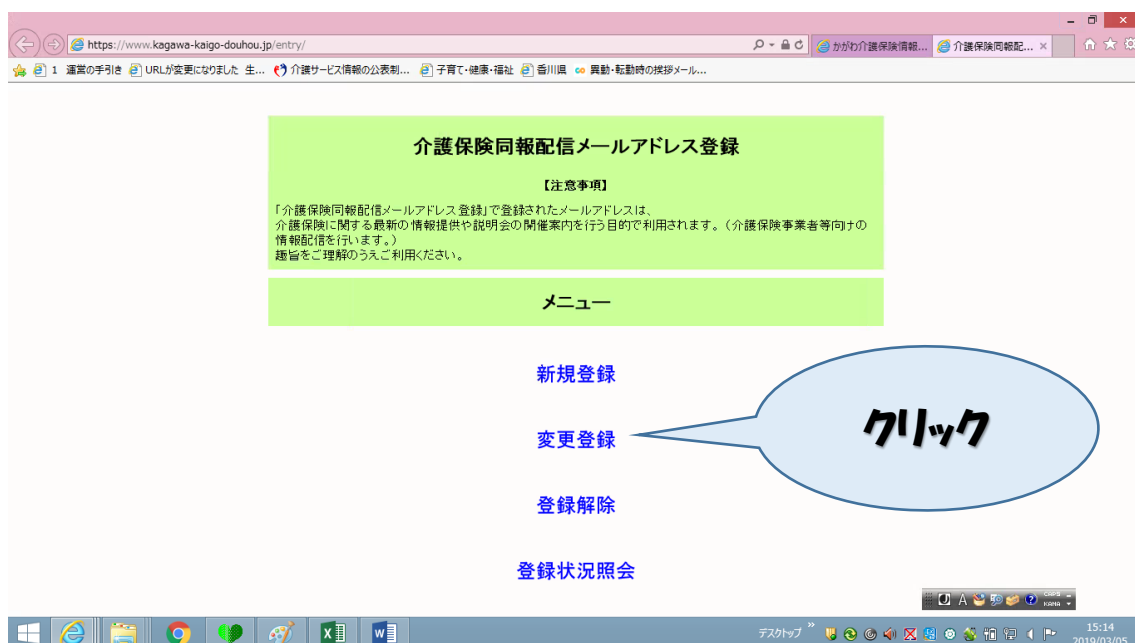 https://www.kagawa-kaigo-douhou.jp/entry/
かがわ介護保険情報...
介護保険同報配...
1 運営の手引き
URLが変更になりました 生...
介護サービス情報の公表制...
子育て・健康・福祉
香川県
異動・転勤時の挨拶メール...
介護保険同報配信メールアドレス登録
【注意事項】
「介護保険同報配信メールアドレス登録」で登録されたメールアドレスは、
介護保険に関する最新の情報提供や説明会の開催案内を行う目的で利用されます。（介護保険事業者等向けの
情報配信を行います。）
趣旨をご理解のうえご利用ください。
メニュー
新規登録
変更登録
クリック
登録解除
登録状況照会
A
CAPS
KANA
デスクトップ
15:14
2019/03/05